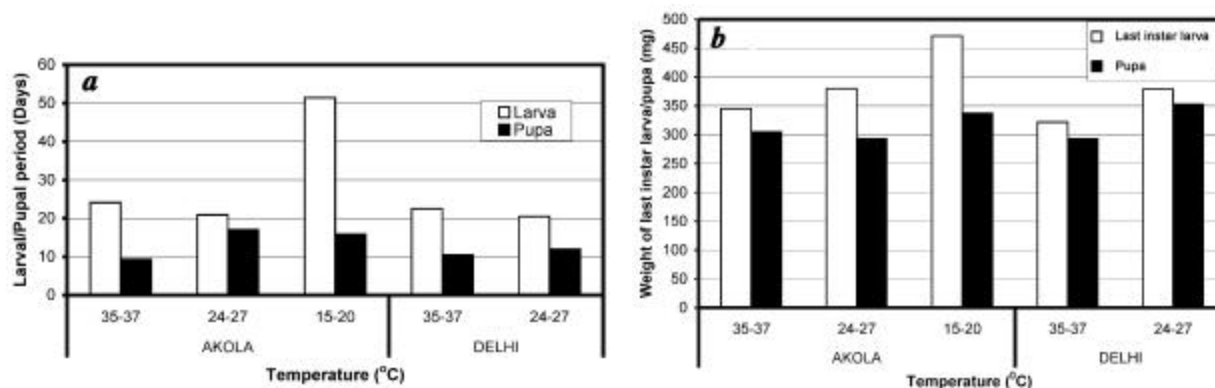 a
Larval/Pupal period (Days)
60
50
40
30
20
10
0
Larva
Pupa
35-37 24-27 15-20 35-37 24-27
AKOLA DELHI
Temperature (°C)
b
Weight of last instar larva/pupa (mg)
500
450
400
350
300
250
200
150
100
50
0
Last instar larva
Pupa
35-37 24-27 15-20 35-37 24-27
AKOLA DELHI
Temperature (°C)